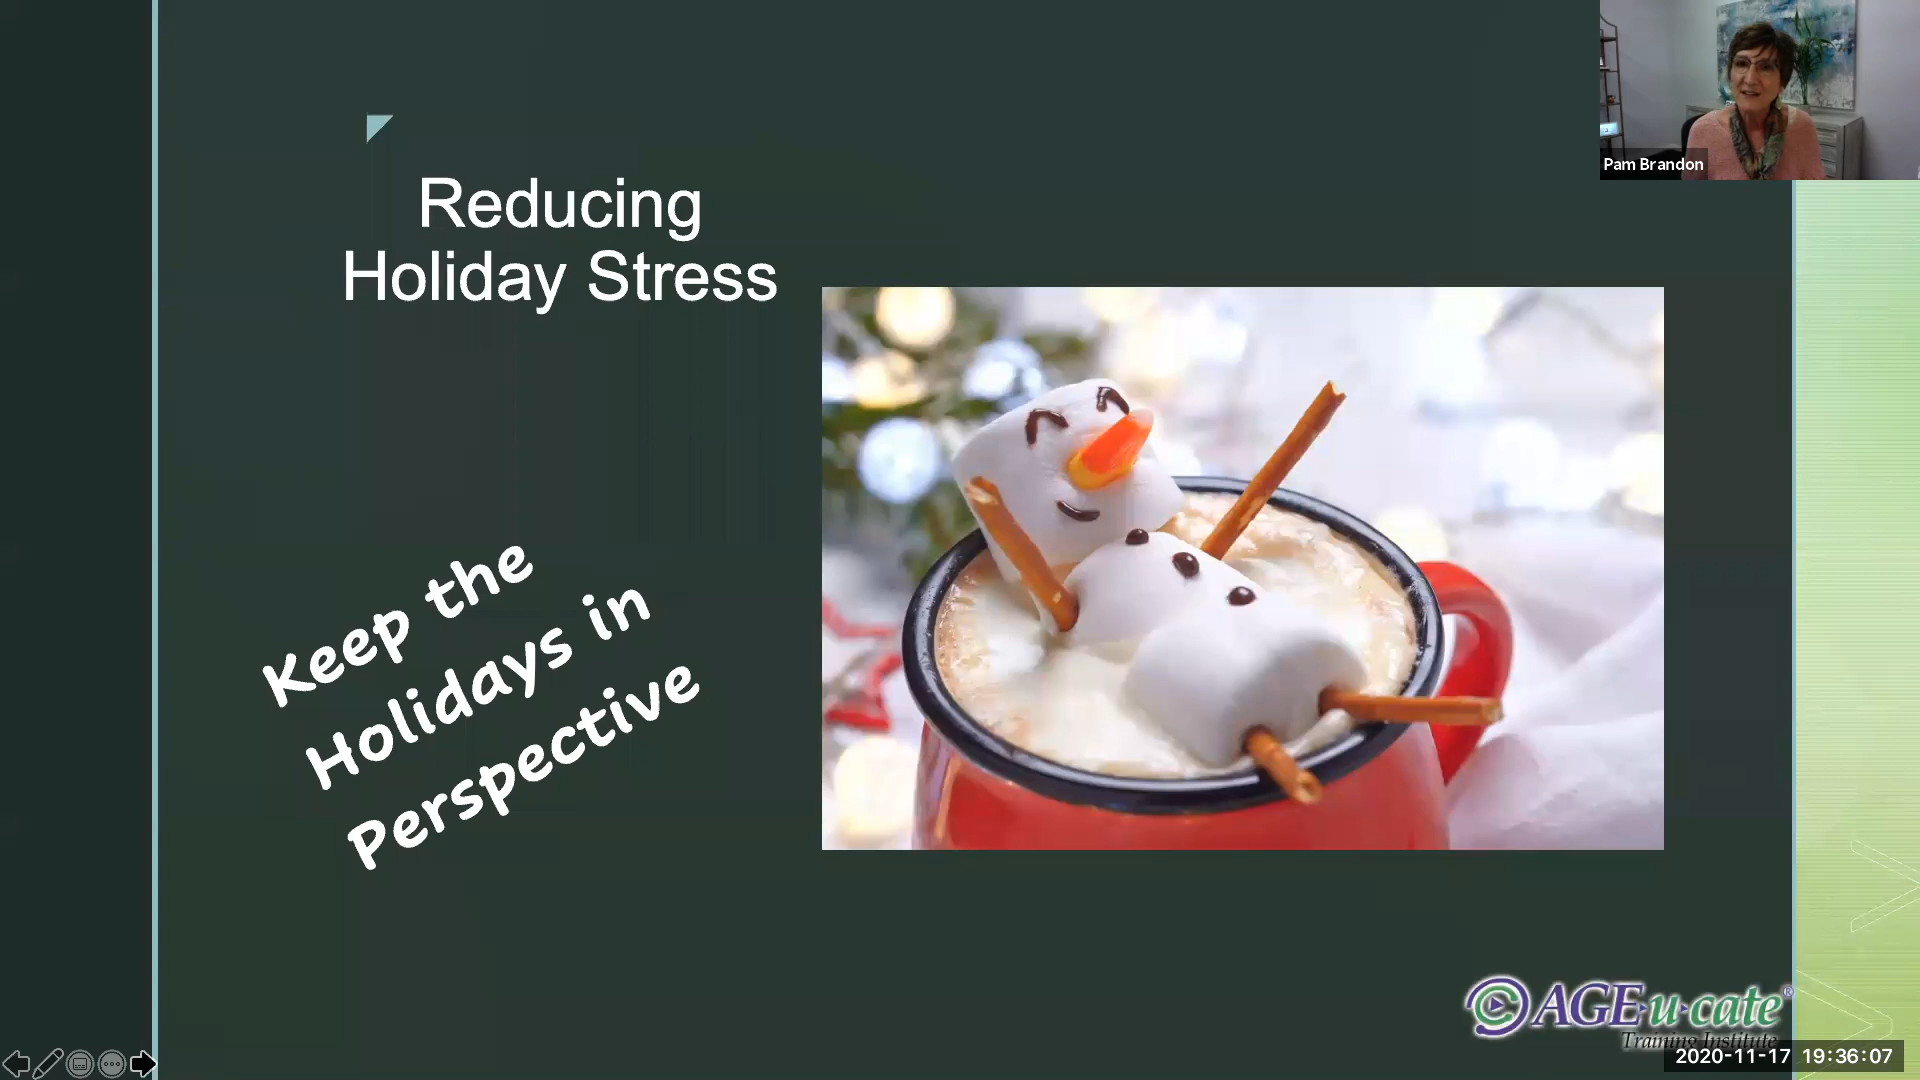 Pam Brandon
Reducing
Holiday Stress
Keep the
Holidays in
Perspective
AGE-u-cate®
Training Institute
2020-11-17 19:36:07